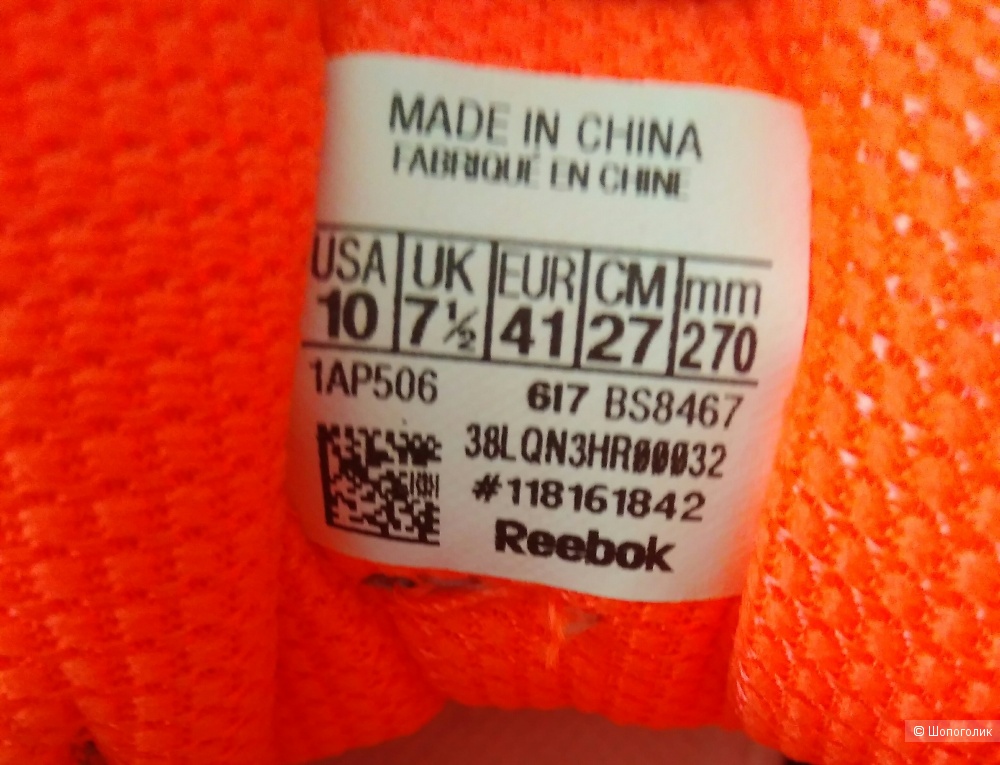 MADE IN CHINA
FABRIQUÉ EN CHINE
USA UK EUR CM mm
10 7½ 41 27 270
1AP506 617 BS8467
38LQN3HR00032
#118161842
Reebok
© Шопоголик